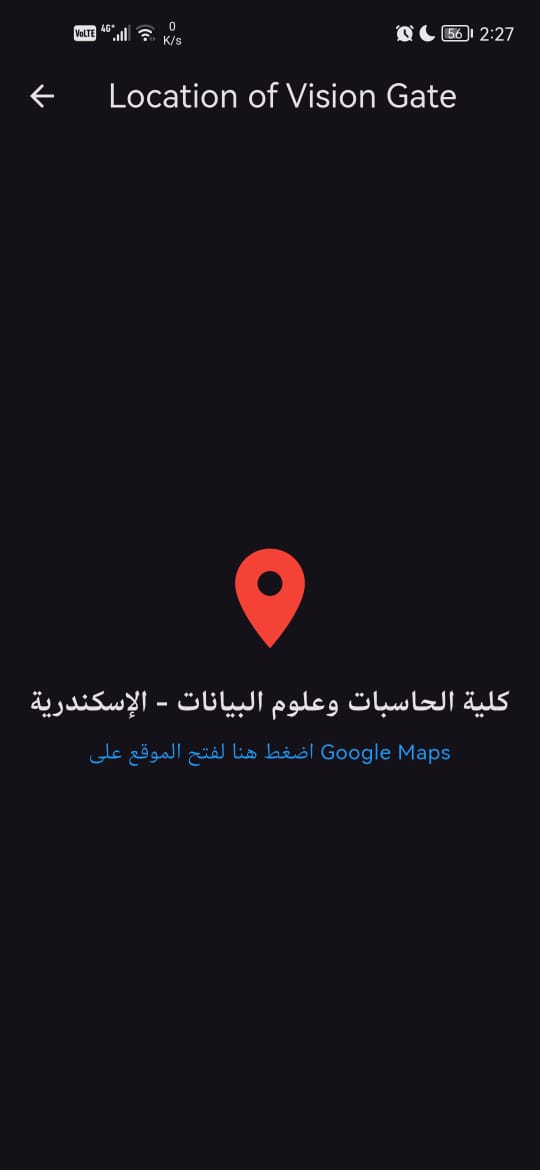 VoLTE 4G+ 0 K/s 56 2:27
Location of Vision Gate
كلية الحاسبات وعلوم البيانات - الإسكندرية
اضغط هنا لفتح الموقع على Google Maps